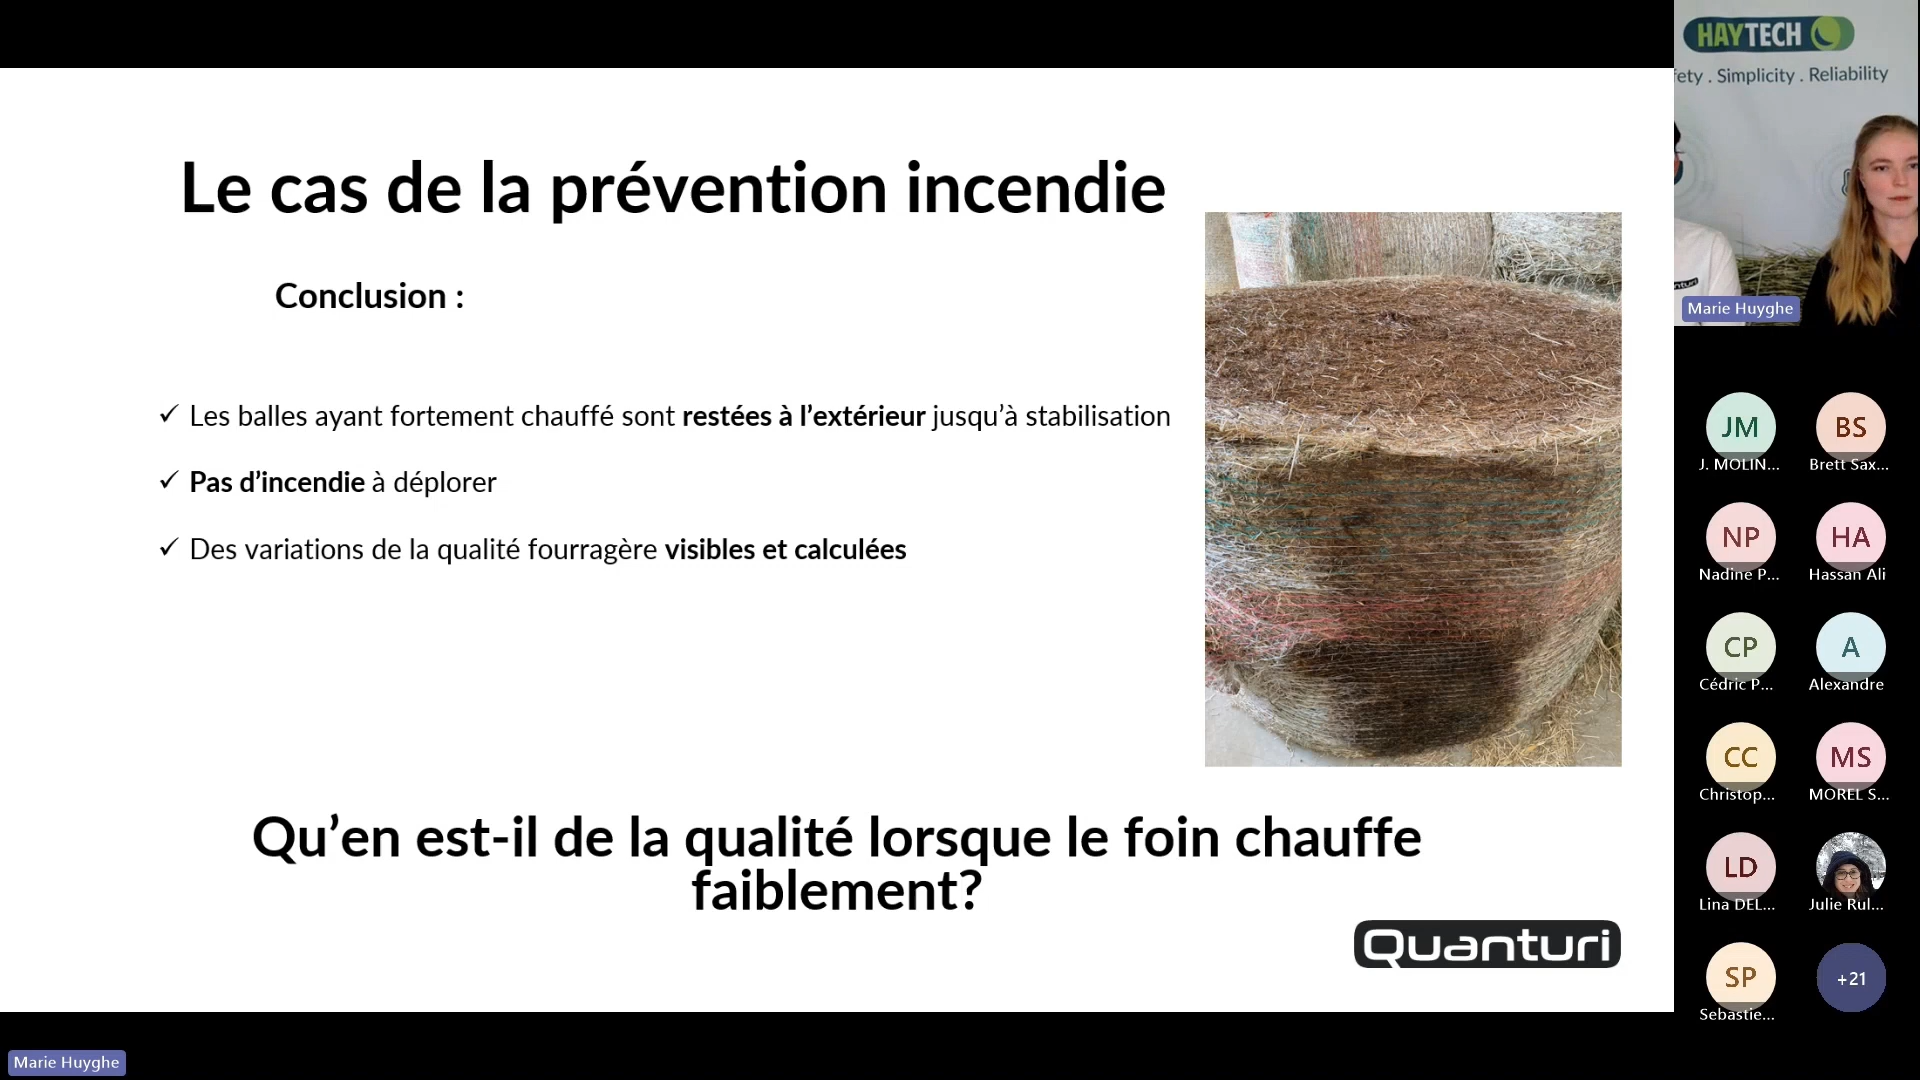 Le cas de la prévention incendie
Conclusion :
✓ Les balles ayant fortement chauffé sont restées à l’extérieur jusqu’à stabilisation
✓ Pas d’incendie à déplorer
✓ Des variations de la qualité fourragère visibles et calculées
Qu’en est-il de la qualité lorsque le foin chauffe
faiblement?
Quanturi
HAYTECH
fety . Simplicity . Reliability
nturi
Marie Huyghe
JM
BS
J. MOLIN...
Brett Sax...
NP
HA
Nadine P...
Hassan Ali
CP
A
Cédric P...
Alexandre
CC
MS
Christop...
MOREL S...
LD
Lina DEL...
Julie Rul...
SP
+21
Sebastie...
Marie Huyghe